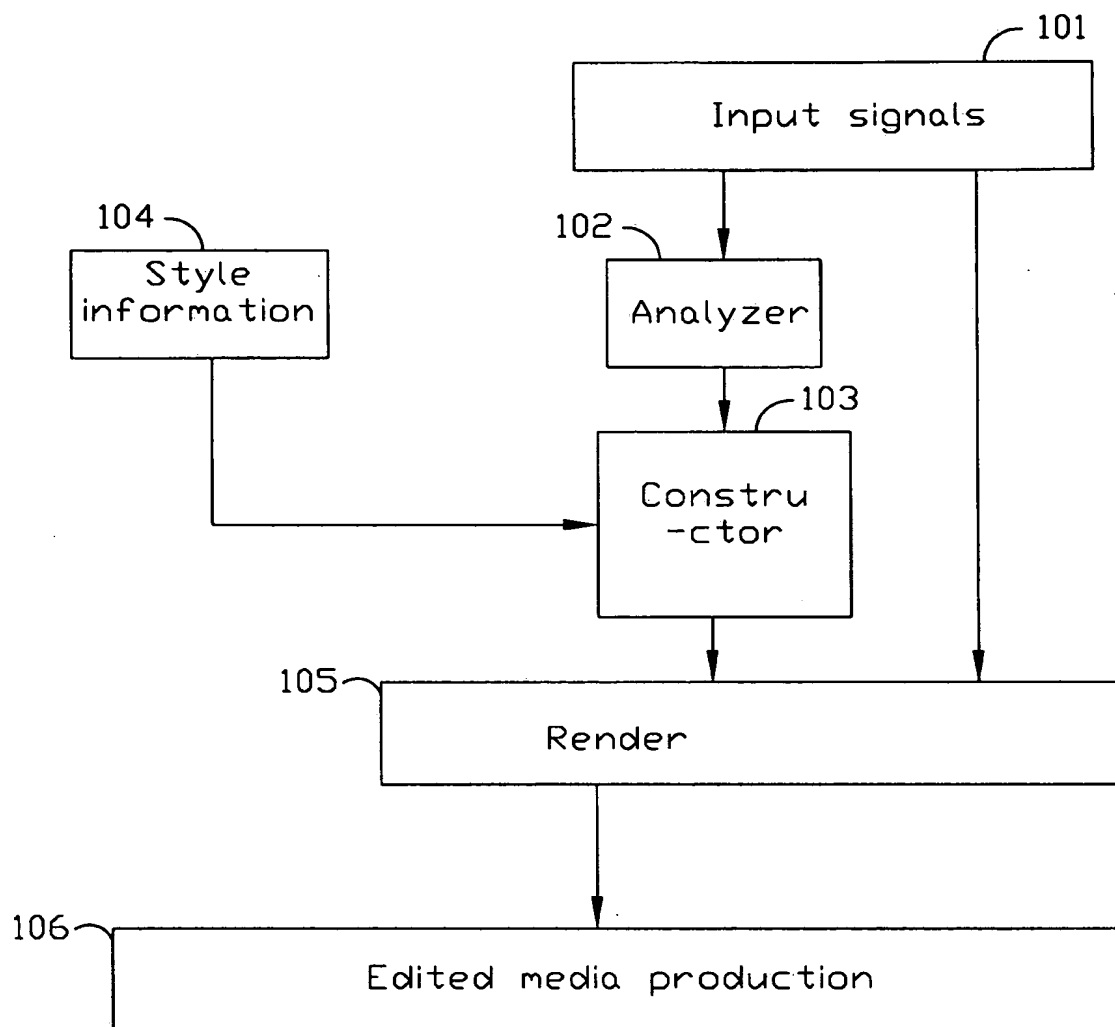 101
Input signals
104
Style
information
102
Analyzer
103
Constru
-ctor
105
Render
106
Edited media production